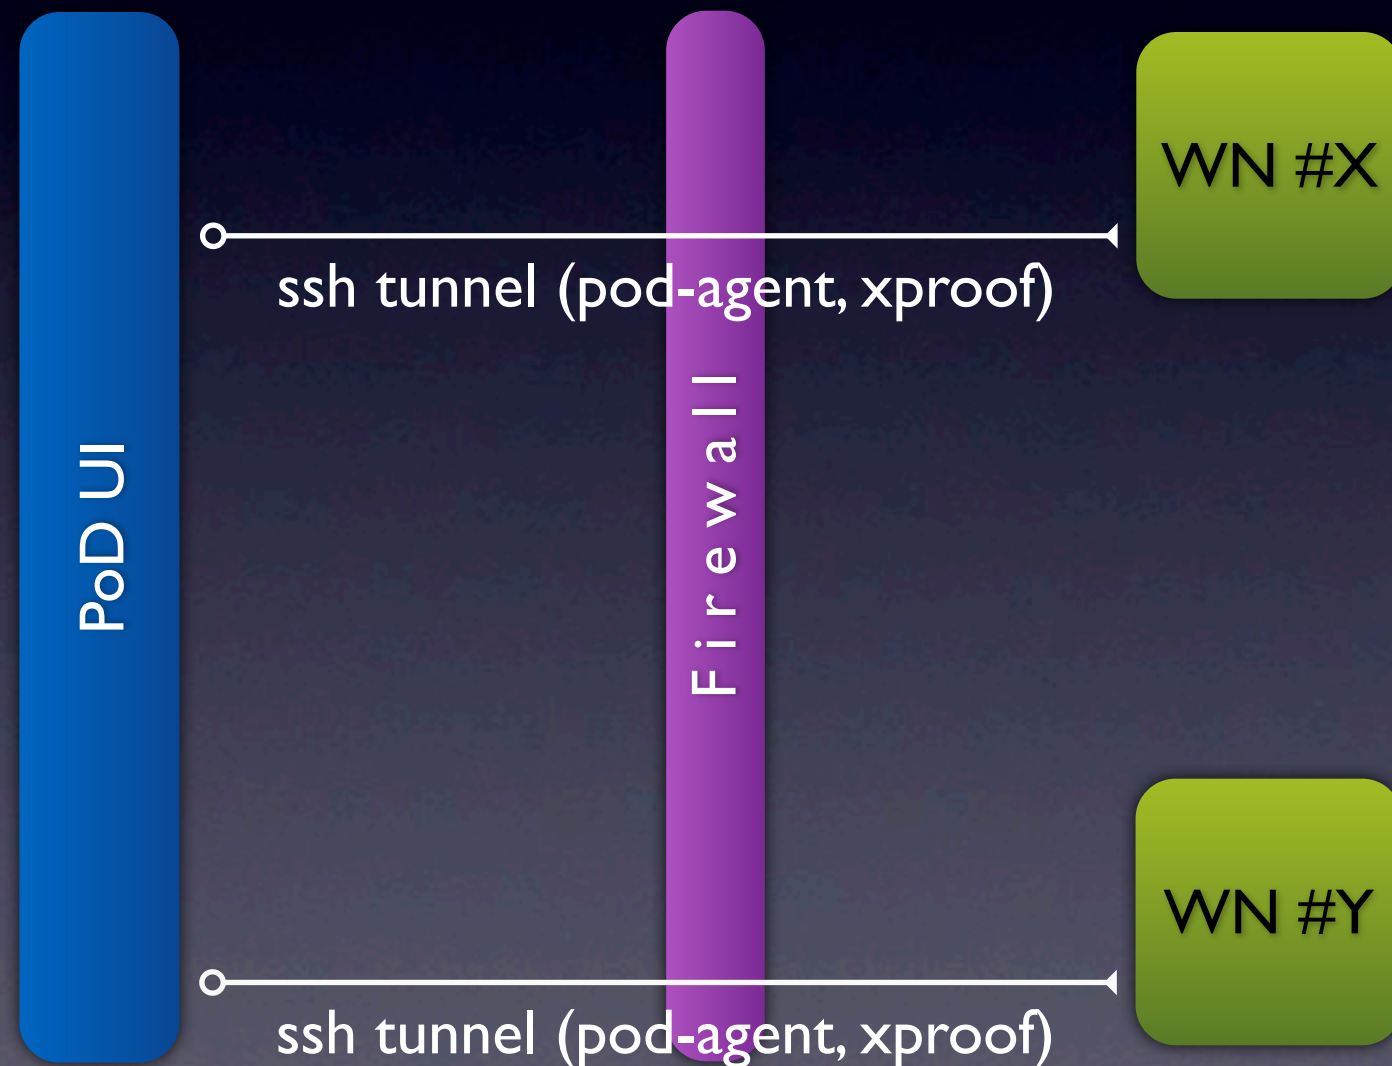 WN #X
ssh tunnel (pod-agent, xproof)
PoD UI
Firewall
WN #Y
ssh tunnel (pod-agent, xproof)